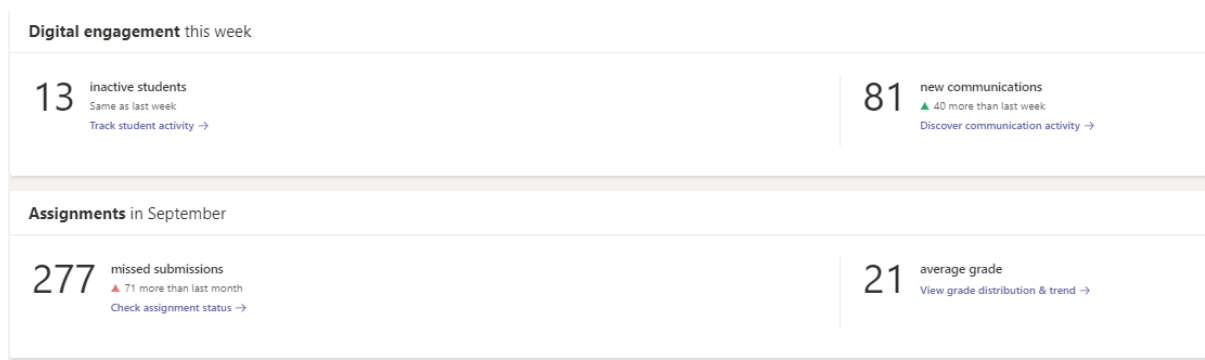 Digital engagement this week
13
inactive students
Same as last week
Track student activity →
81
new communications
▲ 40 more than last week
Discover communication activity →
Assignments in September
277
missed submissions
▲ 71 more than last month
Check assignment status →
21
average grade
View grade distribution & trend →